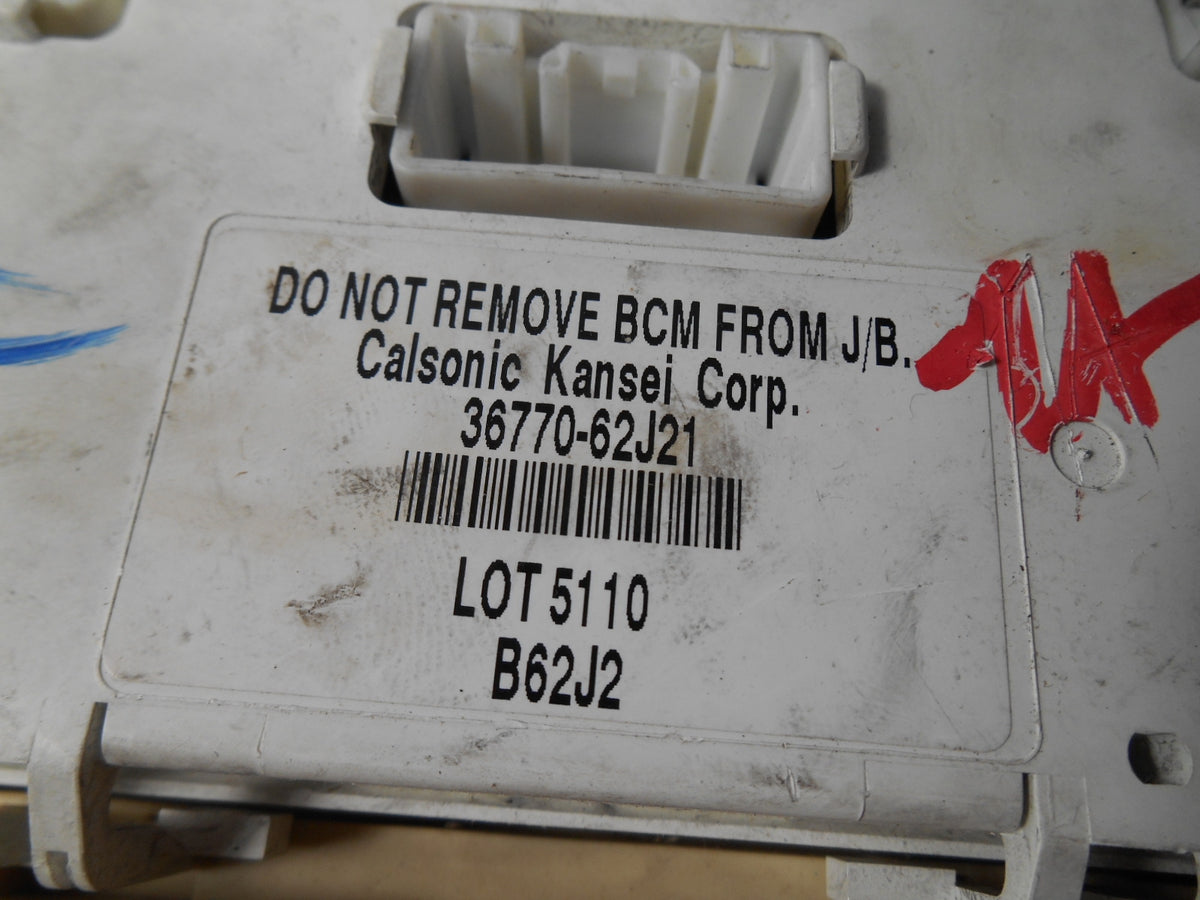 DO NOT REMOVE BCM FROM J/B.
Calsonic Kansei Corp.
36770-62J21
LOT 5110
B62J2